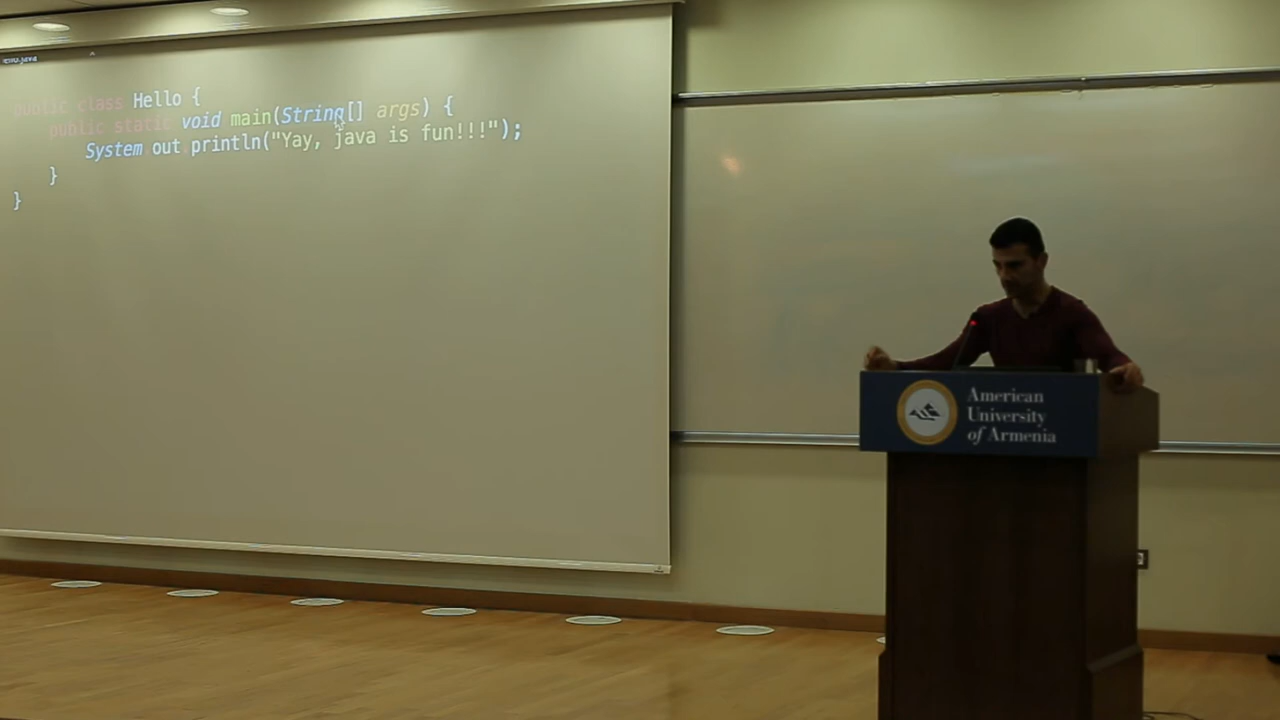 public class Hello {
public static void main(String[] args) {
System out println("Yay, java is fun!!!");
}
}
American
University
of Armenia